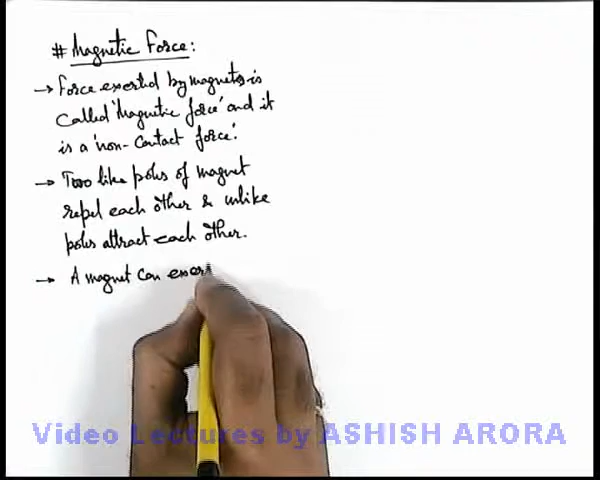 # Magnetic Force:
→ Force exerted by magnets is
called 'Magnetic force' and it
is a 'non-contact force'.
→ Two like poles of magnet
repel each other & unlike
poles attract each other.
→ A magnet can exer
Video Lectures by ASHISH ARORA